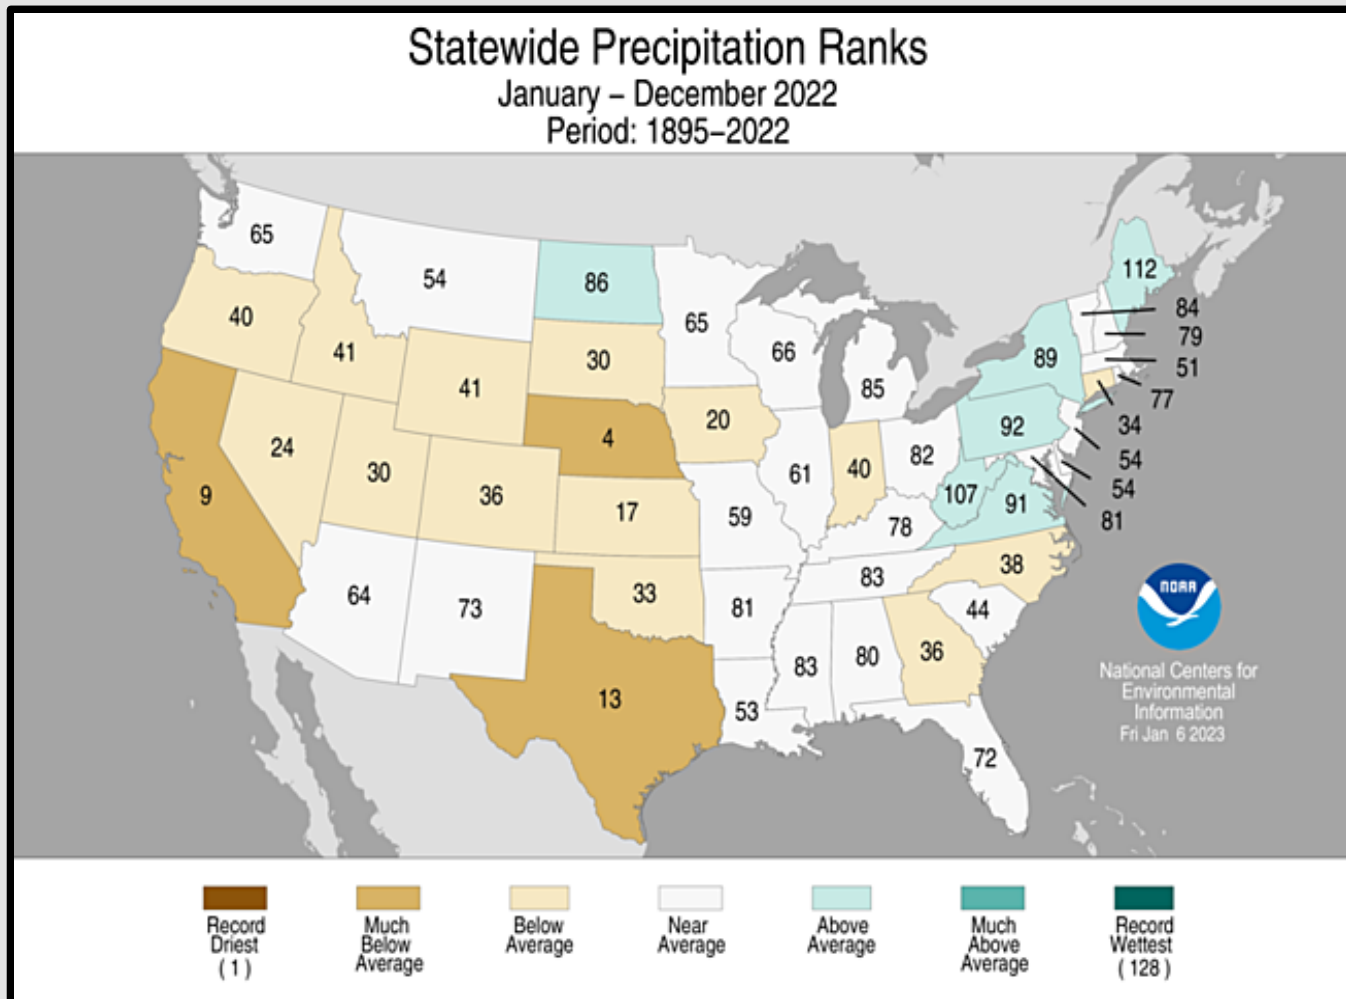 Statewide Precipitation Ranks
January – December 2022
Period: 1895–2022
65
54
86
65
66
85
112
84
79
51
77
34
54
54
81
40
41
41
30
20
89
92
9
24
30
36
4
17
59
61
40
82
107
91
78
64
73
33
81
83
38
44
13
53
83
80
36
72
NOAA
National Centers for
Environmental
Information
Fri Jan 6 2023
Record
Driest
( 1 )
Much
Below
Average
Below
Average
Near
Average
Above
Average
Much
Above
Average
Record
Wettest
( 128 )